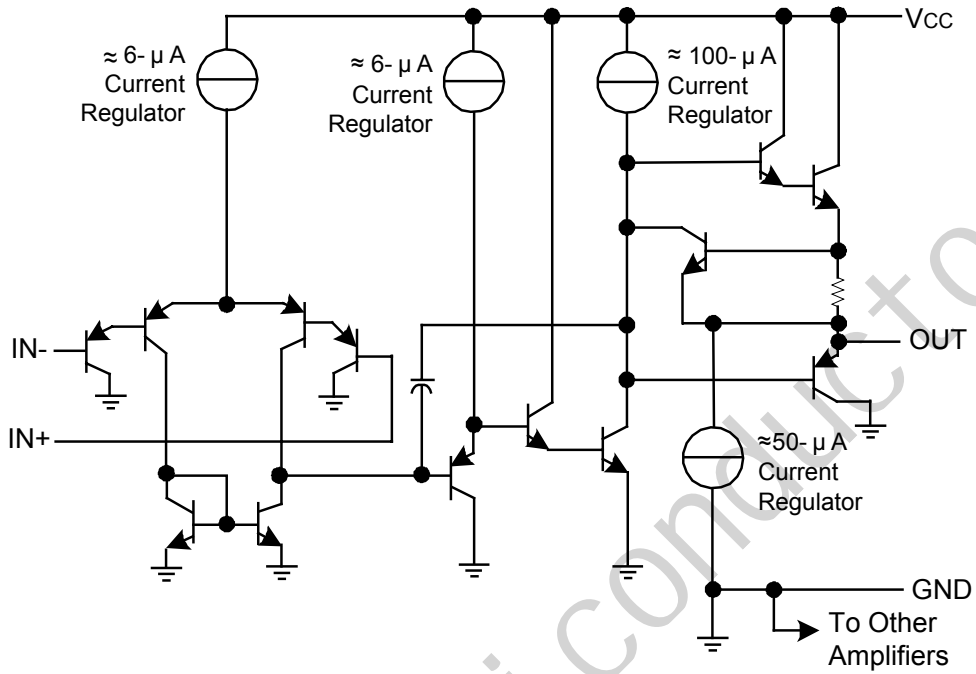 VCC
≈ 6- μ A
Current
Regulator
≈ 6- μ A
Current
Regulator
≈ 100- μ A
Current
Regulator
IN-
OUT
IN+
≈50- μ A
Current
Regulator
GND
To Other
Amplifiers
i conducto